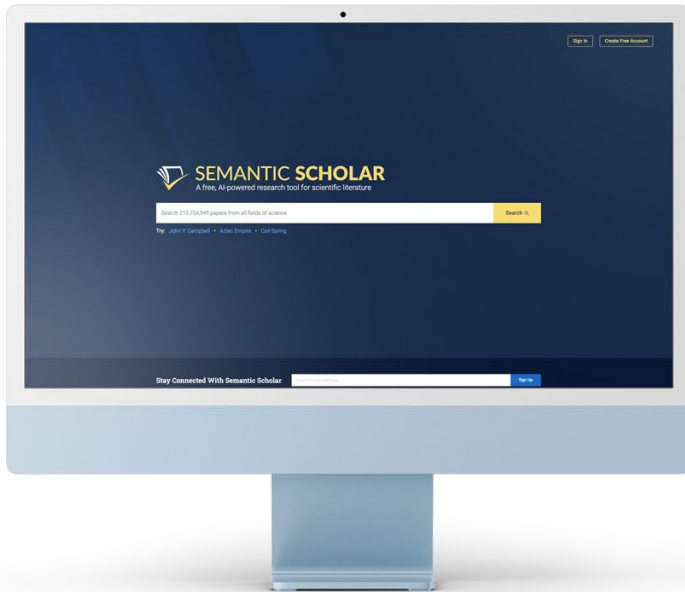 Sign In Create Free Account
SEMANTIC SCHOLAR
A free, AI-powered research tool for scientific literature
Search 212,724,595 papers from all fields of science
Search
Try: John Y. Campbell • Aztec Empire • Coil Spring
Stay Connected With Semantic Scholar
Sign Up